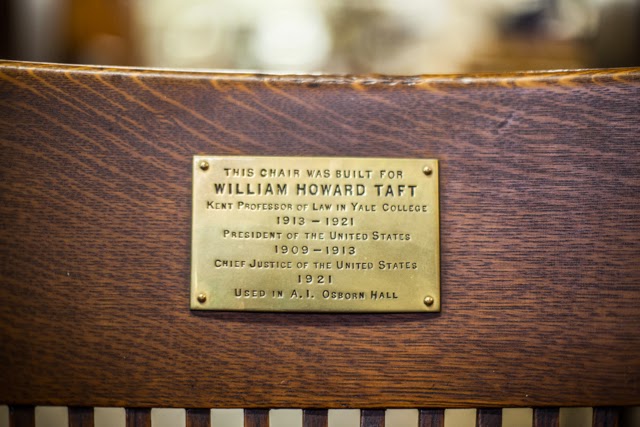 THIS CHAIR WAS BUILT FOR
WILLIAM HOWARD TAFT
KENT PROFESSOR OF LAW IN YALE COLLEGE
1913 – 1921
PRESIDENT OF THE UNITED STATES
1909 – 1913
CHIEF JUSTICE OF THE UNITED STATES
1921
USED IN A. I. OSBORN HALL